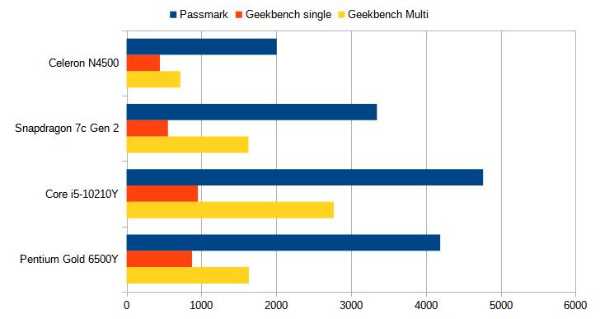 Passmark Geekbench single Geekbench Multi
Celeron N4500
Snapdragon 7c Gen 2
Core i5-10210Y
Pentium Gold 6500Y
0 1000 2000 3000 4000 5000 6000